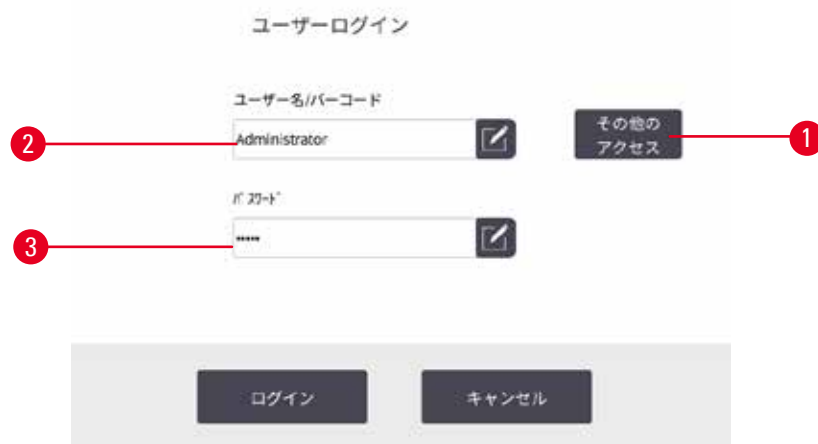 ユーザーログイン
ユーザー名/バーコード
2
Administrator
その他の
アクセス
1
ﾊﾟｽﾜｰﾄﾞ
3
•••••
ログイン
キャンセル